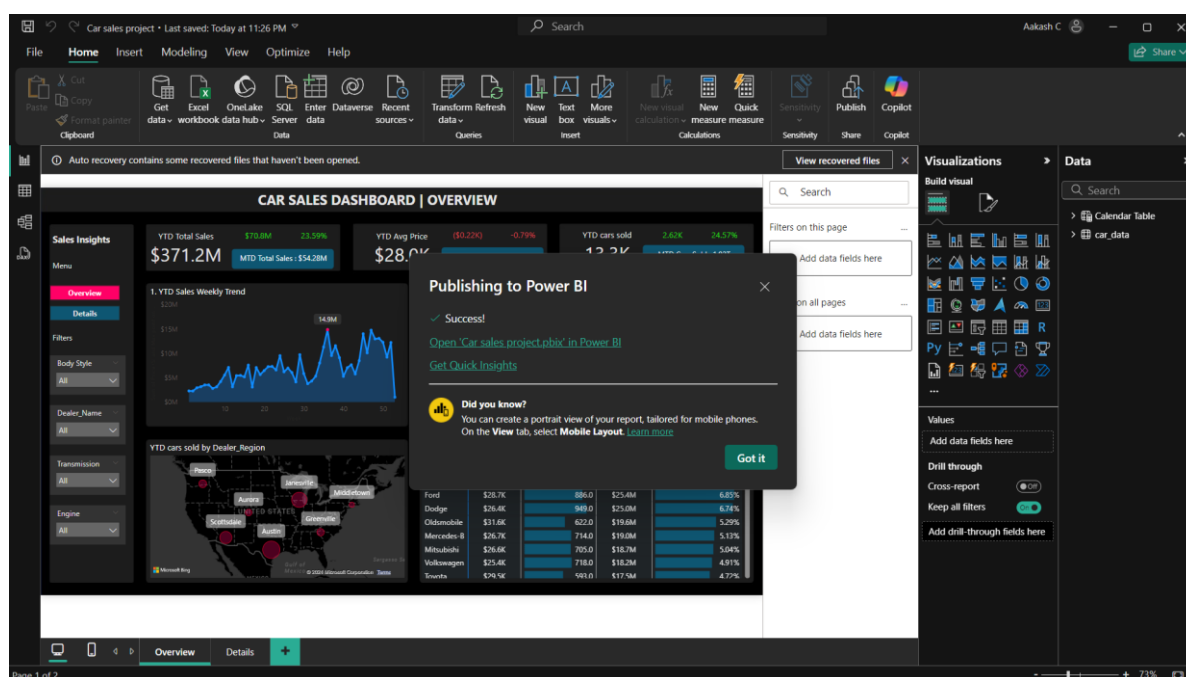 Car sales project • Last saved: Today at 11:26 PM
Search
Aakash C
File Home Insert Modeling View Optimize Help
Share
Paste
Cut
Copy
Format painter
Clipboard
Get data
Excel workbook
OneLake data hub
SQL Server
Enter data
Dataverse
Recent sources
Data
Transform data
Refresh
Queries
New visual
Text box
More visuals
Insert
New visual calculation
New measure
Quick measure
Calculations
Sensitivity
Sensitivity
Publish
Share
Copilot
Copilot
Auto recovery contains some recovered files that haven't been opened.
View recovered files
CAR SALES DASHBOARD | OVERVIEW
Sales Insights
Menu
Overview
Details
Filters
Body Style
All
Dealer_Name
All
Transmission
All
Engine
All
YTD Total Sales $70.8M 23.59%
$371.2M
MTD Total Sales : $54.28M
YTD Avg Price ($0.22K) -0.79%
YTD cars sold 2.62K 24.57%
1. YTD Sales Weekly Trend
$20M
$15M
$10M
$5M
$0M
14.9M
10 20 30 40 50
YTD cars sold by Dealer_Region
Pasco
Janesville
Aurora
Middletown
UNITED STATES
Scottsdale
Greenville
Austin
Microsoft Bing
© 2024 Microsoft Corporation Terms
Publishing to Power BI
Success!
Open 'Car sales project.pbix' in Power BI
Get Quick Insights
Did you know?
You can create a portrait view of your report, tailored for mobile phones.
On the View tab, select Mobile Layout. Learn more
Got it
Ford $28.7K 886.0 $25.4M 6.85%
Dodge $26.4K 949.0 $25.0M 6.74%
Oldsmobile $31.6K 622.0 $19.6M 5.29%
Mercedes-B $26.7K 714.0 $19.0M 5.13%
Mitsubishi $26.6K 705.0 $18.7M 5.04%
Volkswagen $25.4K 718.0 $18.2M 4.91%
Toyota $29.5K 593.0 $17.5M 4.72%
Search
Filters on this page ...
Add data fields here
on all pages ...
Add data fields here
Visualizations
Build visual
R
Py
...
Values
Add data fields here
Drill through
Cross-report
Off
Keep all filters
On
Add drill-through fields here
Data
Search
Calendar Table
car_data
Overview
Details
Page 1 of 2
73%